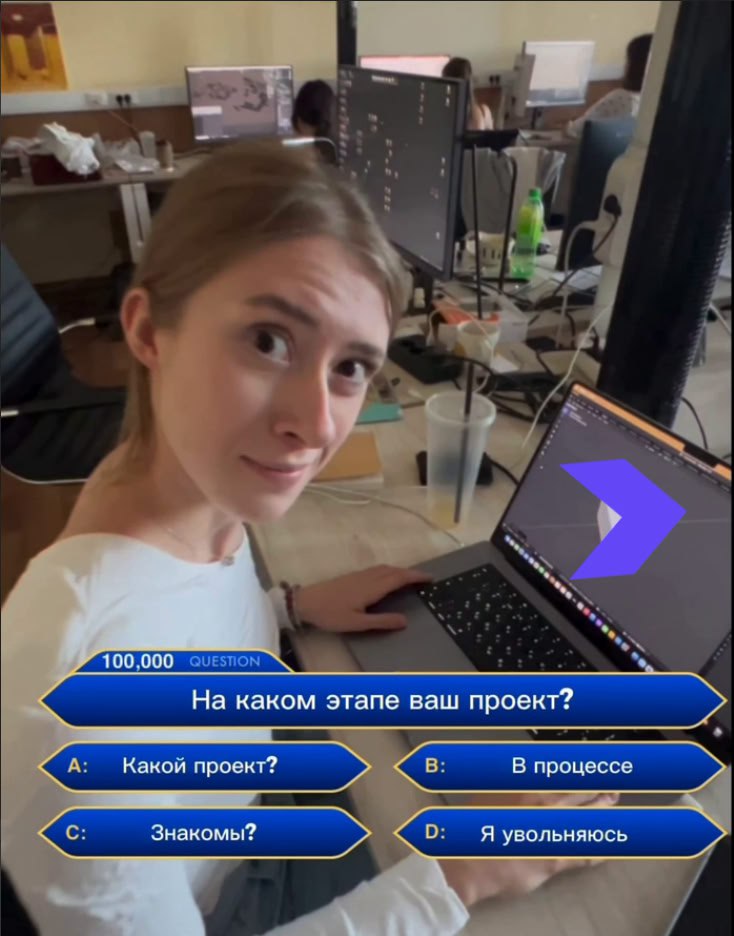 100,000 QUESTION
На каком этапе ваш проект?
A: Какой проект?
B: В процессе
C: Знакомы?
D: Я увольняюсь